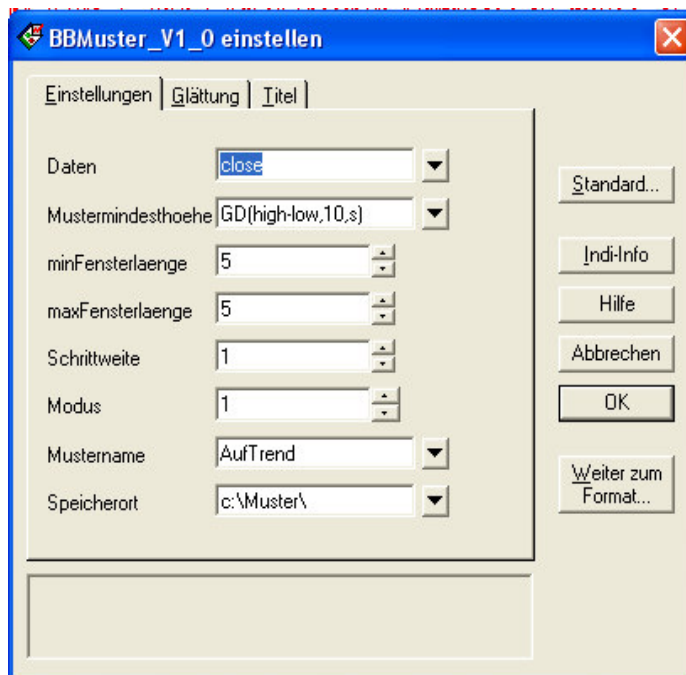 BBMuster_V1_0 einstellen
Einstellungen Glättung Titel
Daten close
Mustermindesthoehe GD(high-low,10,s)
minFensterlaenge 5
maxFensterlaenge 5
Schrittweite 1
Modus 1
Mustername AufTrend
Speicherort c:\Muster\
Standard...
Indi-Info
Hilfe
Abbrechen
OK
Weiter zum
Format...